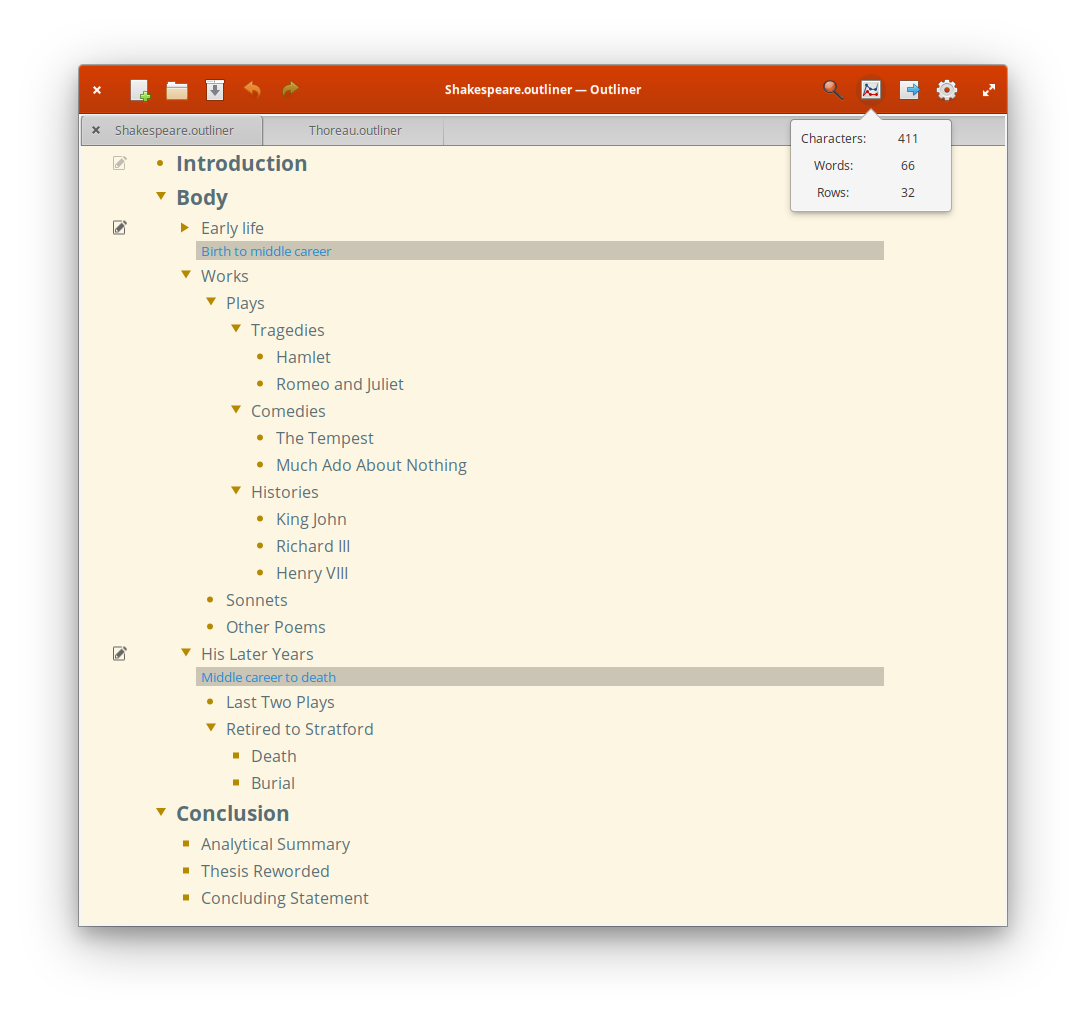 Shakespeare.outliner — Outliner
Shakespeare.outliner
Thoreau.outliner
Characters: 411
Words: 66
Rows: 32
Introduction
Body
Early life
Birth to middle career
Works
Plays
Tragedies
Hamlet
Romeo and Juliet
Comedies
The Tempest
Much Ado About Nothing
Histories
King John
Richard III
Henry VIII
Sonnets
Other Poems
His Later Years
Middle career to death
Last Two Plays
Retired to Stratford
Death
Burial
Conclusion
Analytical Summary
Thesis Reworded
Concluding Statement